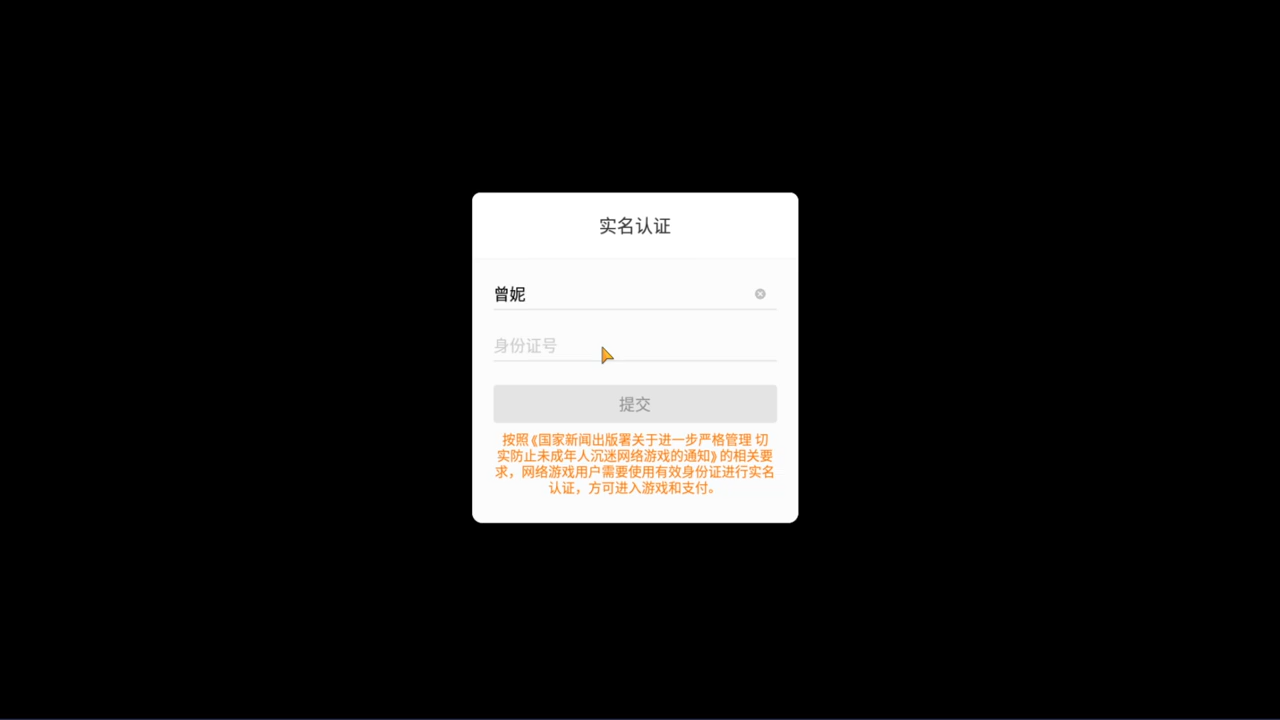 实名认证
曾妮
身份证号
提交
按照《国家新闻出版署关于进一步严格管理 切
实防止未成年人沉迷网络游戏的通知》的相关要
求，网络游戏用户需要使用有效身份证进行实名
认证，方可进入游戏和支付。